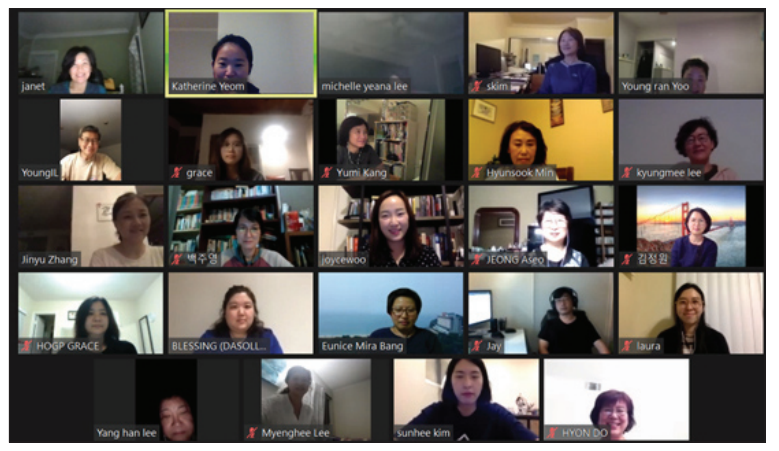 janet
Katherine Yeom
michelle yeana lee
skim
Young ran Yoo
YoungIL
grace
Yumi Kang
Hyunsook Min
kyungmee lee
Jinyu Zhang
백주영
joycewoo
JEONG Aseo
김정원
HOGP GRACE
BLESSING (DASOLL...
Eunice Mira Bang
Jay
laura
Yang han lee
Myenghee Lee
sunhee kim
HYON DO